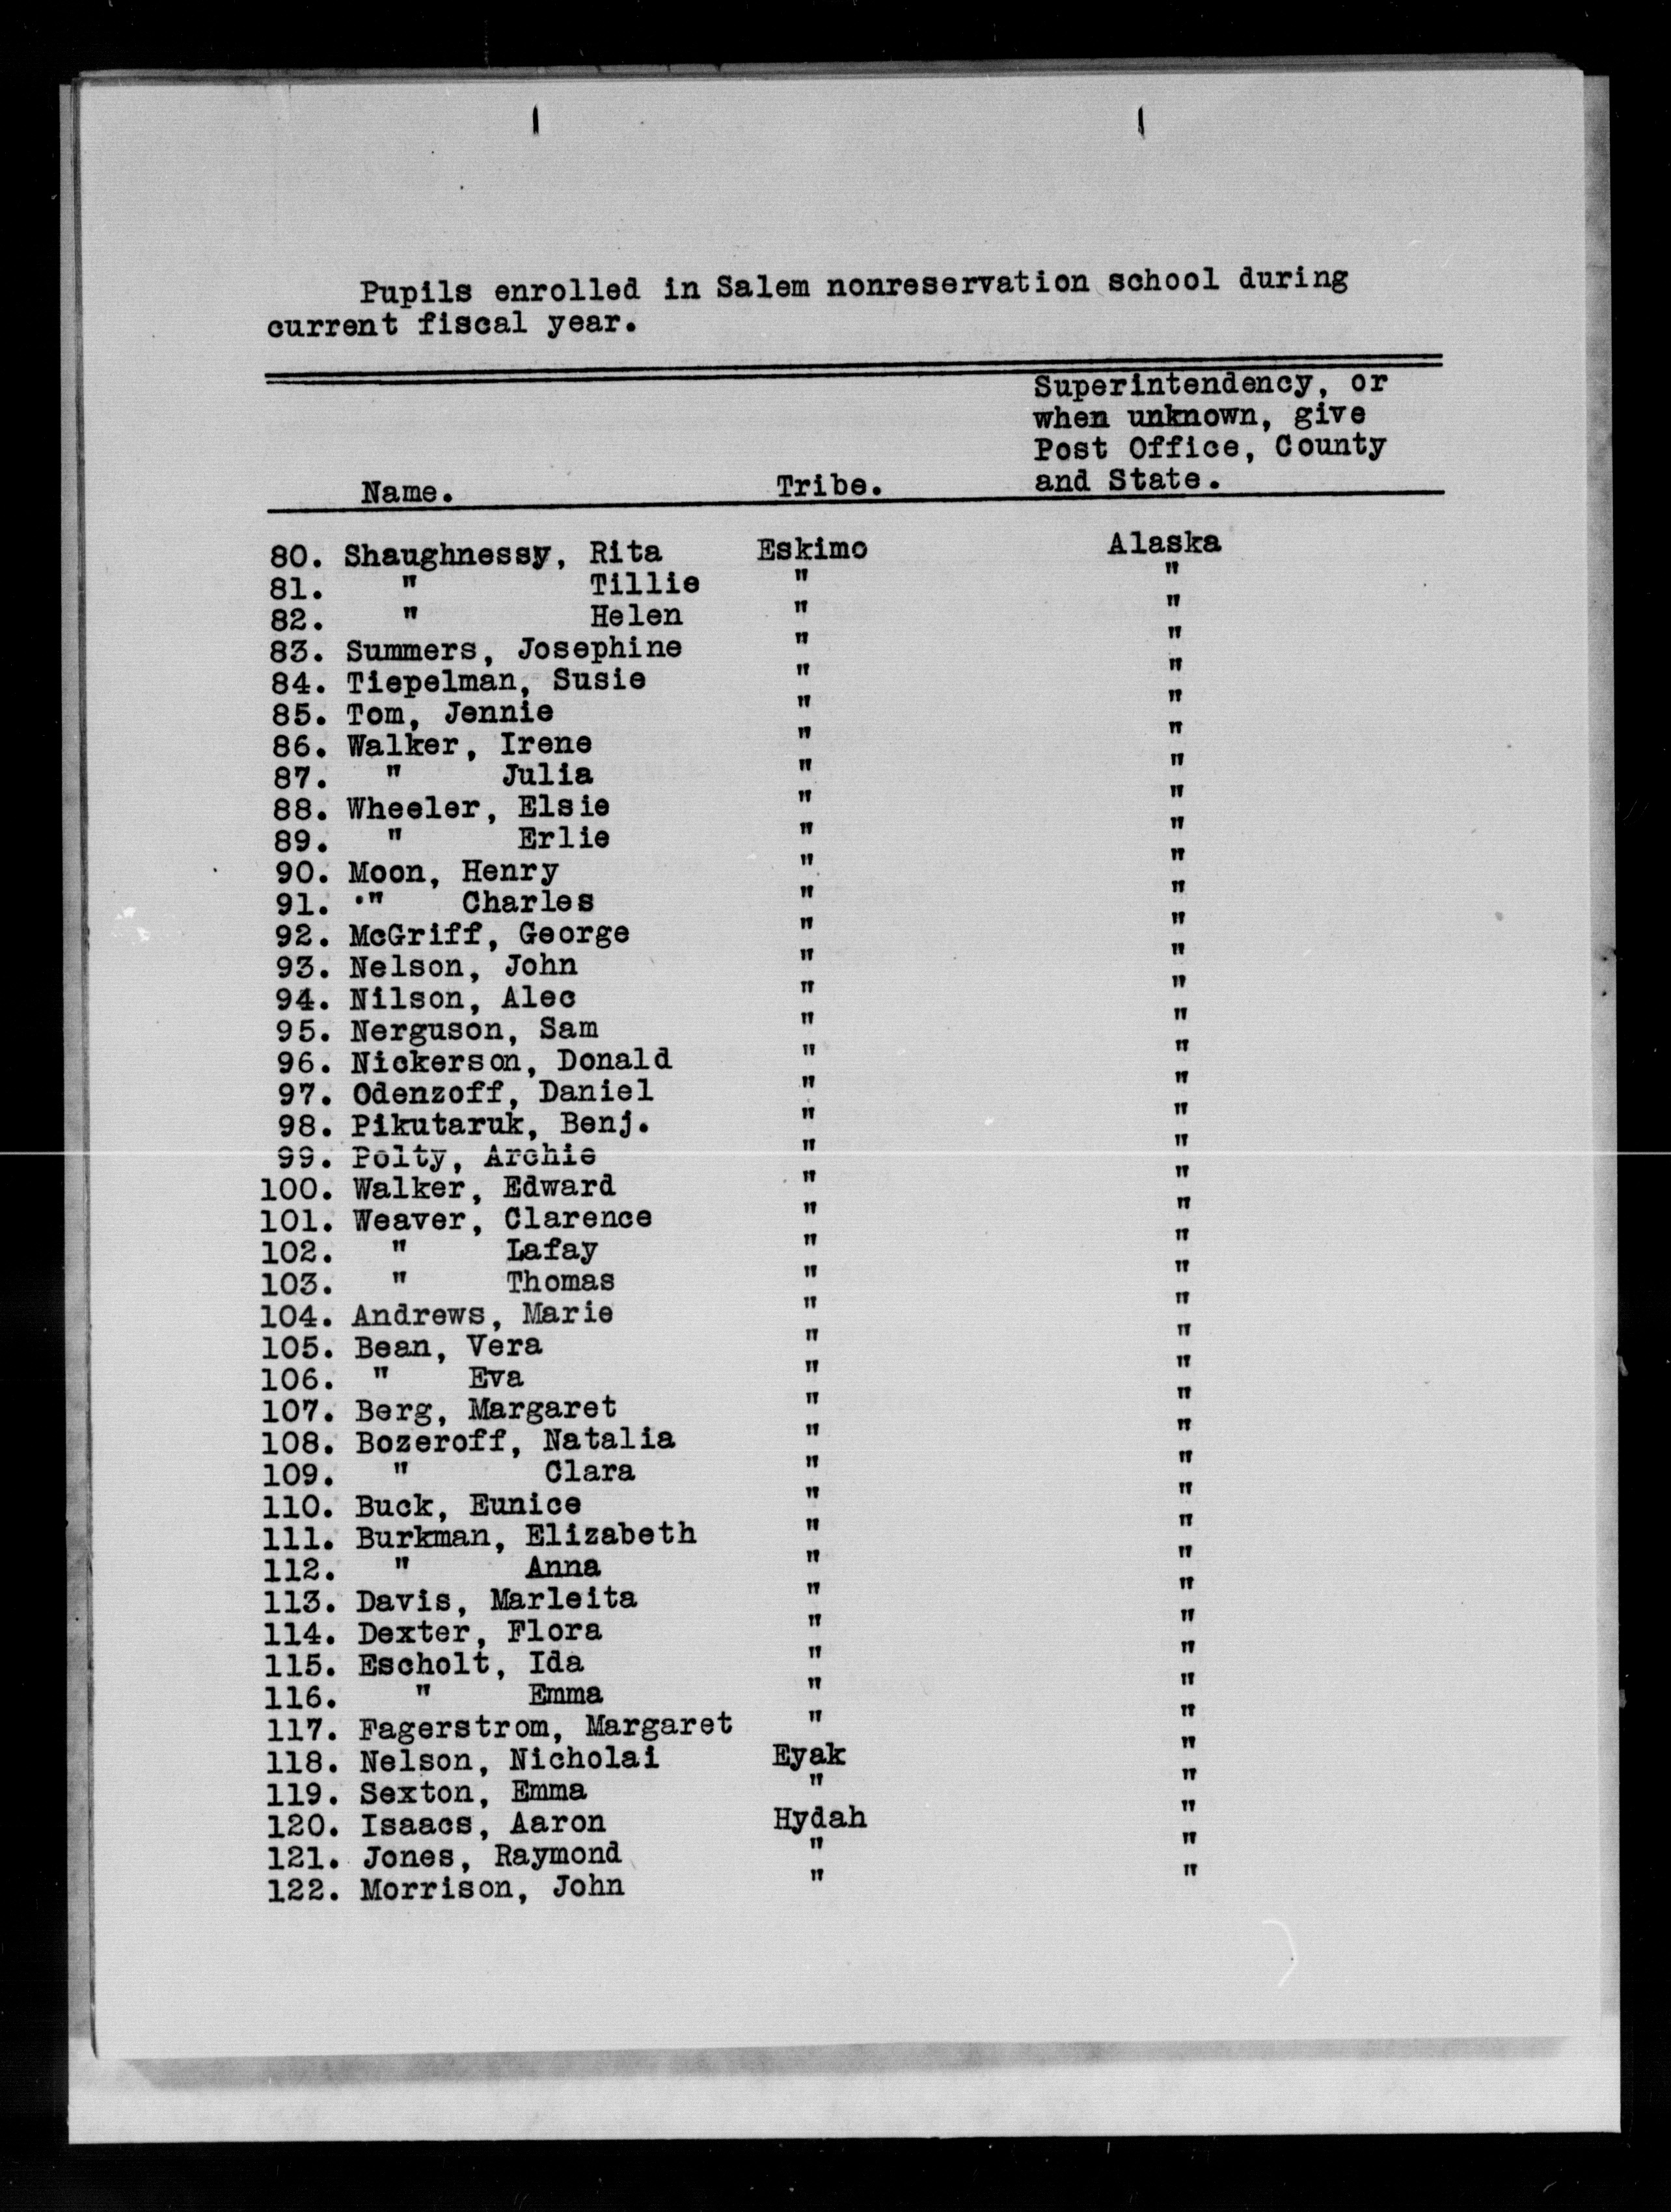 Pupils enrolled in Salem nonreservation school during
current fiscal year.
Superintendency, or
when unknown, give
Post Office, County
Name. Tribe. and State.
80. Shaughnessy, Rita Eskimo Alaska
81. " Tillie " "
82. " Helen " "
83. Summers, Josephine " "
84. Tiepelman, Susie " "
85. Tom, Jennie " "
86. Walker, Irene " "
87. " Julia " "
88. Wheeler, Elsie " "
89. " Erlie " "
90. Moon, Henry " "
91. " Charles " "
92. McGriff, George " "
93. Nelson, John " "
94. Nilson, Alec " "
95. Nerguson, Sam " "
96. Nickerson, Donald " "
97. Odenzoff, Daniel " "
98. Pikutaruk, Benj. " "
99. Polty, Archie " "
100. Walker, Edward " "
101. Weaver, Clarence " "
102. " Lafay " "
103. " Thomas " "
104. Andrews, Marie " "
105. Bean, Vera " "
106. " Eva " "
107. Berg, Margaret " "
108. Bozeroff, Natalia " "
109. " Clara " "
110. Buck, Eunice " "
111. Burkman, Elizabeth " "
112. " Anna " "
113. Davis, Marleita " "
114. Dexter, Flora " "
115. Escholt, Ida " "
116. " Emma " "
117. Fagerstrom, Margaret " "
118. Nelson, Nicholai Eyak "
119. Sexton, Emma " "
120. Isaacs, Aaron Hydah "
121. Jones, Raymond " "
122. Morrison, John " "